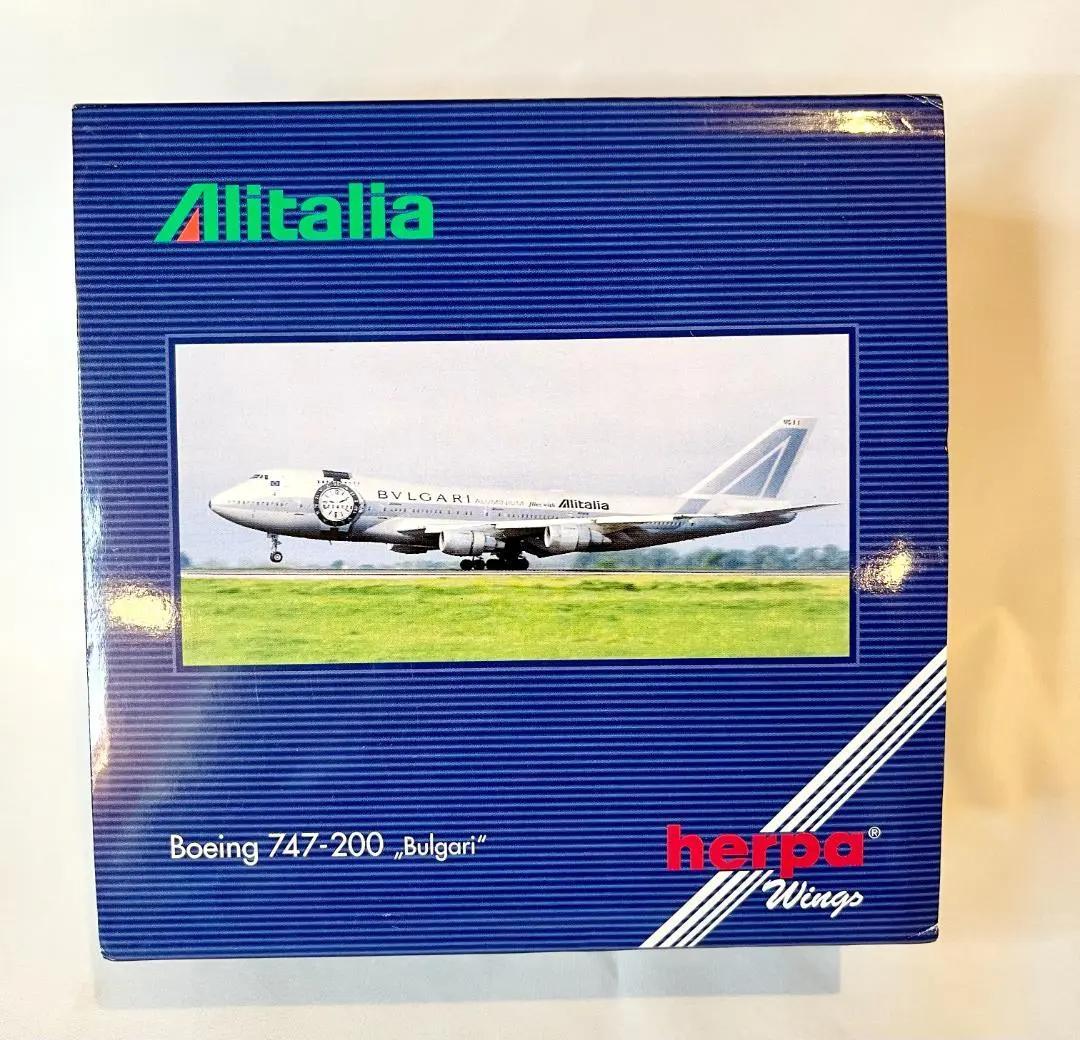 Alitalia
BVLGARI ALUMINIUM flies with Alitalia
Boeing 747-200 „Bulgari“
herpa®
Wings